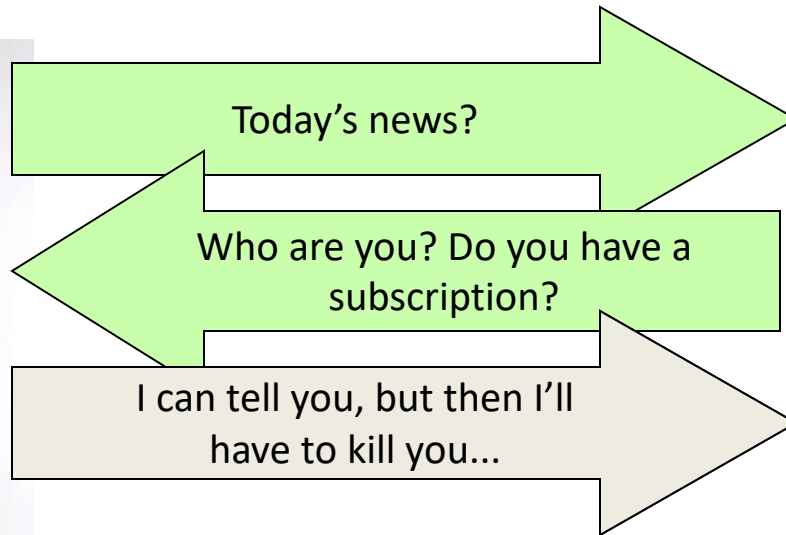 Today’s news?
Who are you? Do you have a
subscription?
I can tell you, but then I’ll
have to kill you...